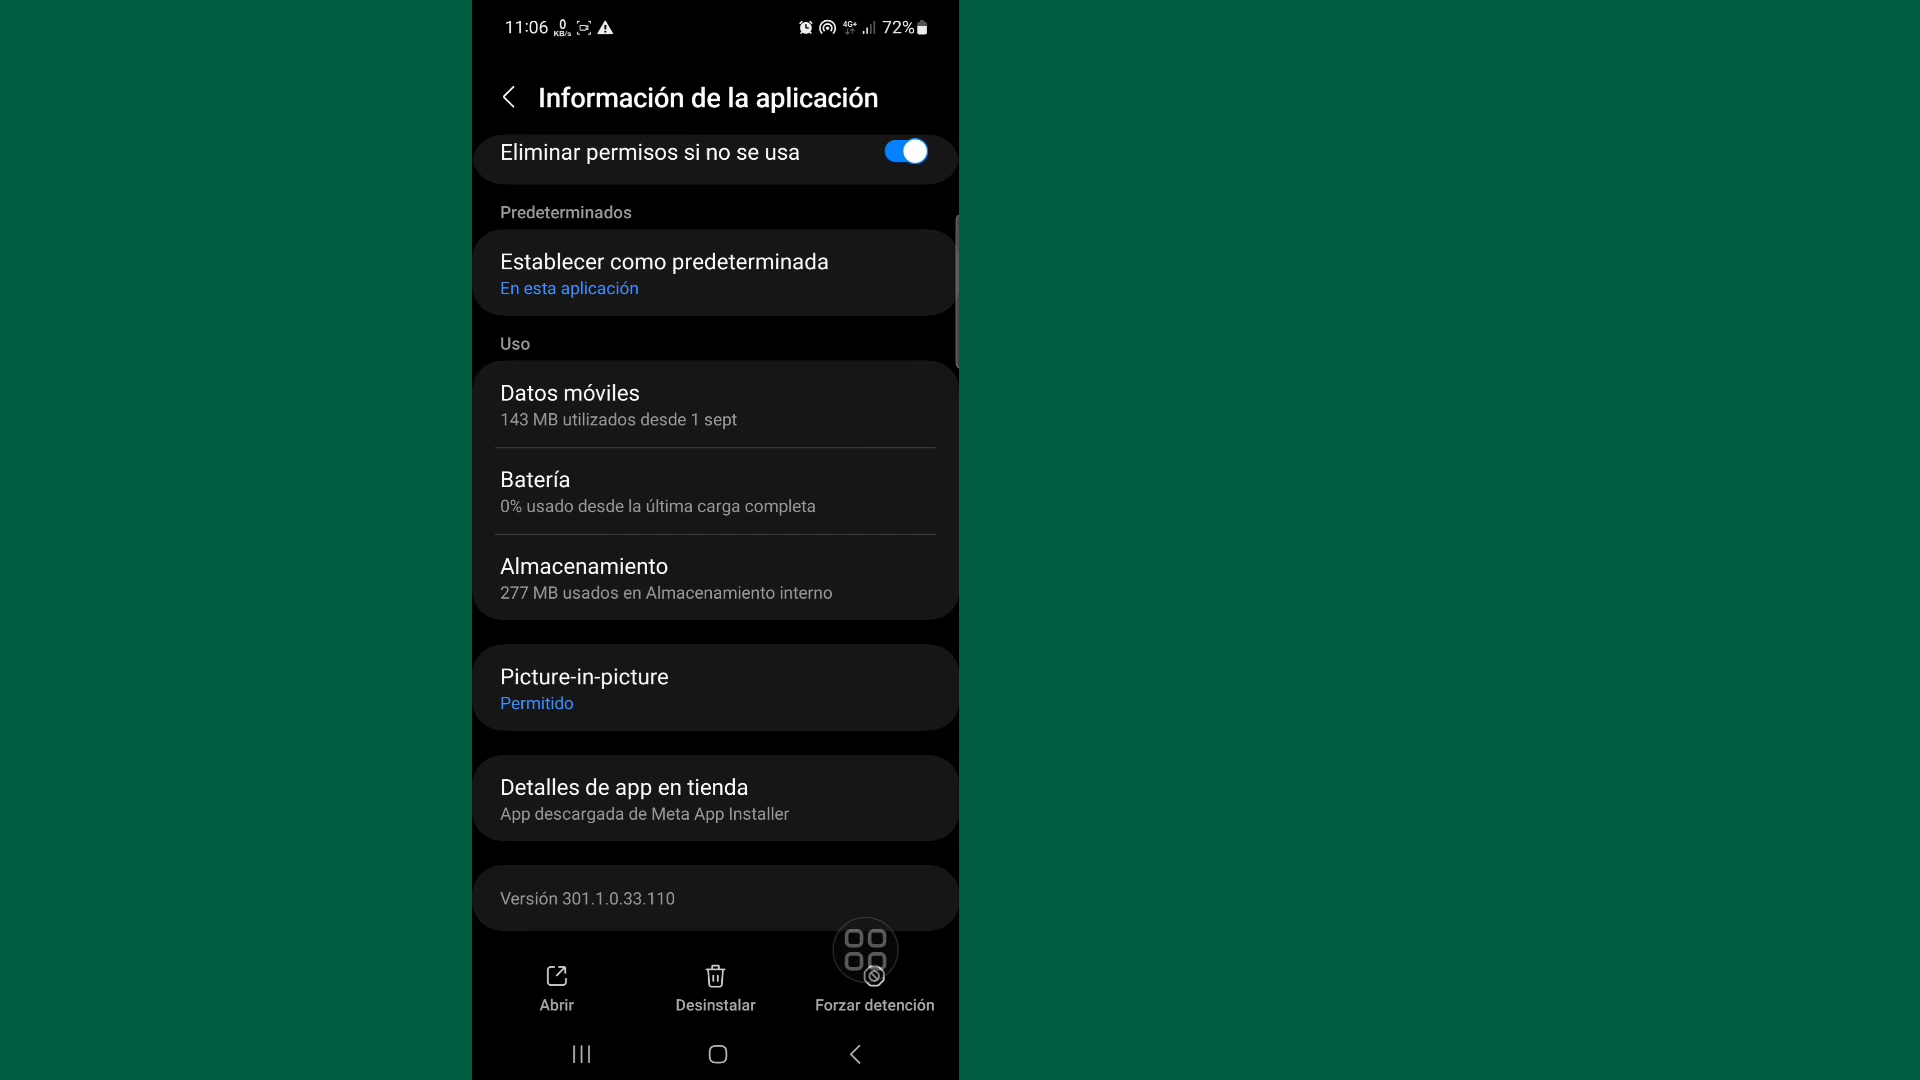 11:06 0 KB/s 4G+ 72%
Información de la aplicación
Eliminar permisos si no se usa
Predeterminados
Establecer como predeterminada
En esta aplicación
Uso
Datos móviles
143 MB utilizados desde 1 sept
Batería
0% usado desde la última carga completa
Almacenamiento
277 MB usados en Almacenamiento interno
Picture-in-picture
Permitido
Detalles de app en tienda
App descargada de Meta App Installer
Versión 301.1.0.33.110
Abrir Desinstalar Forzar detención